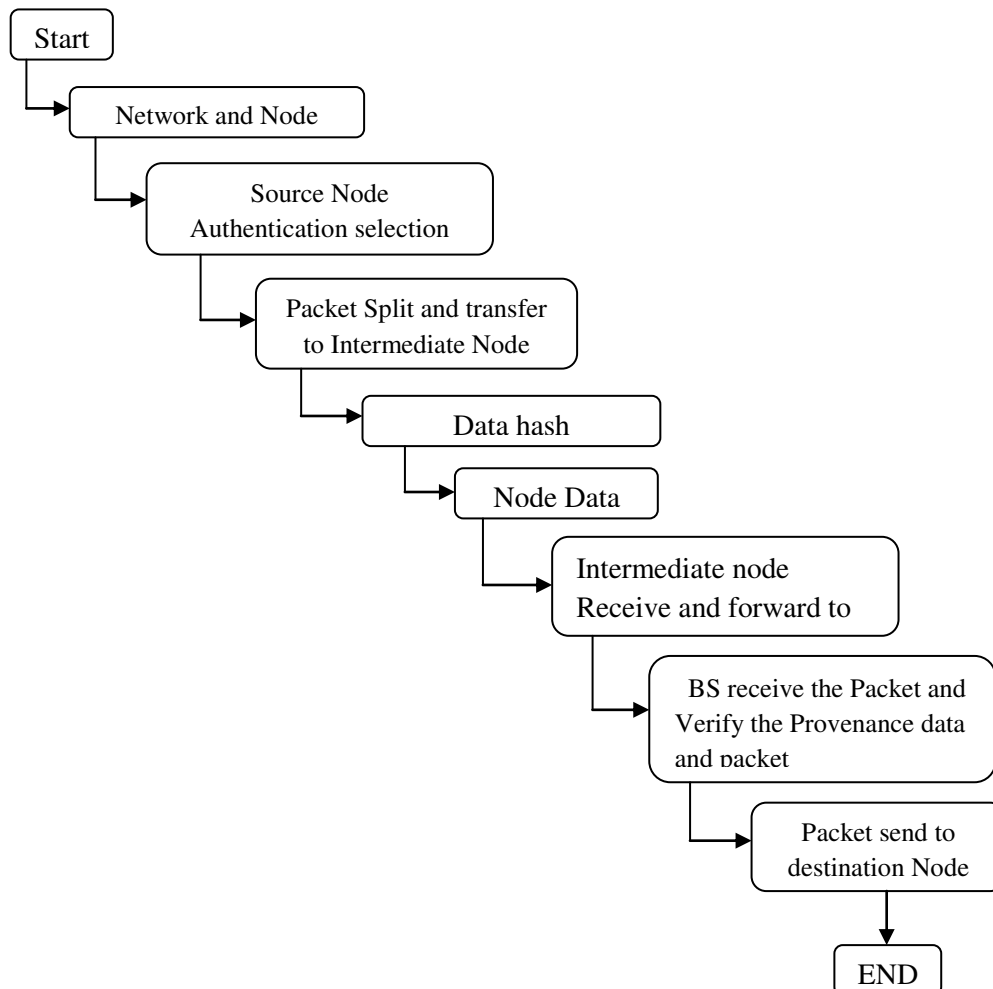 Start
Network and Node
Source Node
Authentication selection
Packet Split and transfer
to Intermediate Node
Data hash
Node Data
Intermediate node
Receive and forward to
BS receive the Packet and
Verify the Provenance data
and packet
Packet send to
destination Node
END